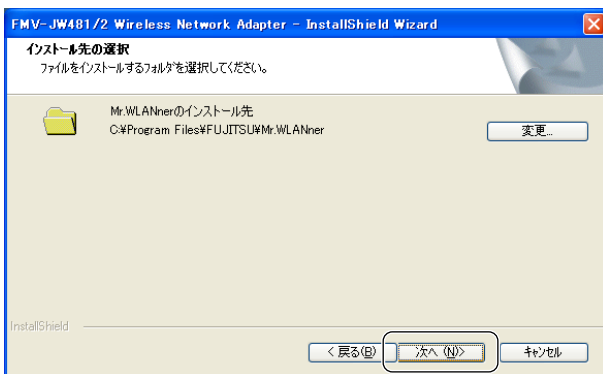 FMV-JW481/2 Wireless Network Adapter - InstallShield Wizard
インストール先の選択
ファイルをインストールするフォルダを選択してください。
Mr.WLANnerのインストール先
C:¥Program Files¥FUJITSU¥Mr.WLANner
変更...
InstallShield
< 戻る(B)
次へ (N)>
キャンセル